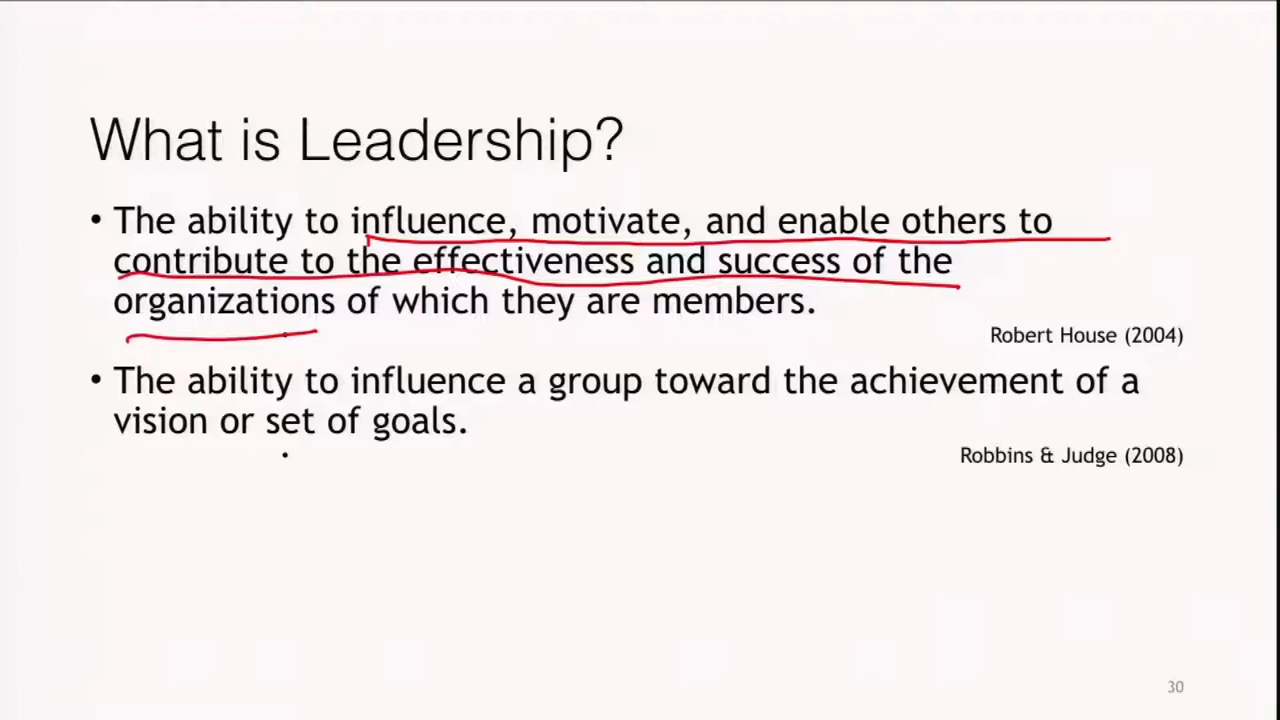 What is Leadership?
• The ability to influence, motivate, and enable others to
contribute to the effectiveness and success of the
organizations of which they are members.
Robert House (2004)
• The ability to influence a group toward the achievement of a
vision or set of goals.
Robbins & Judge (2008)
30